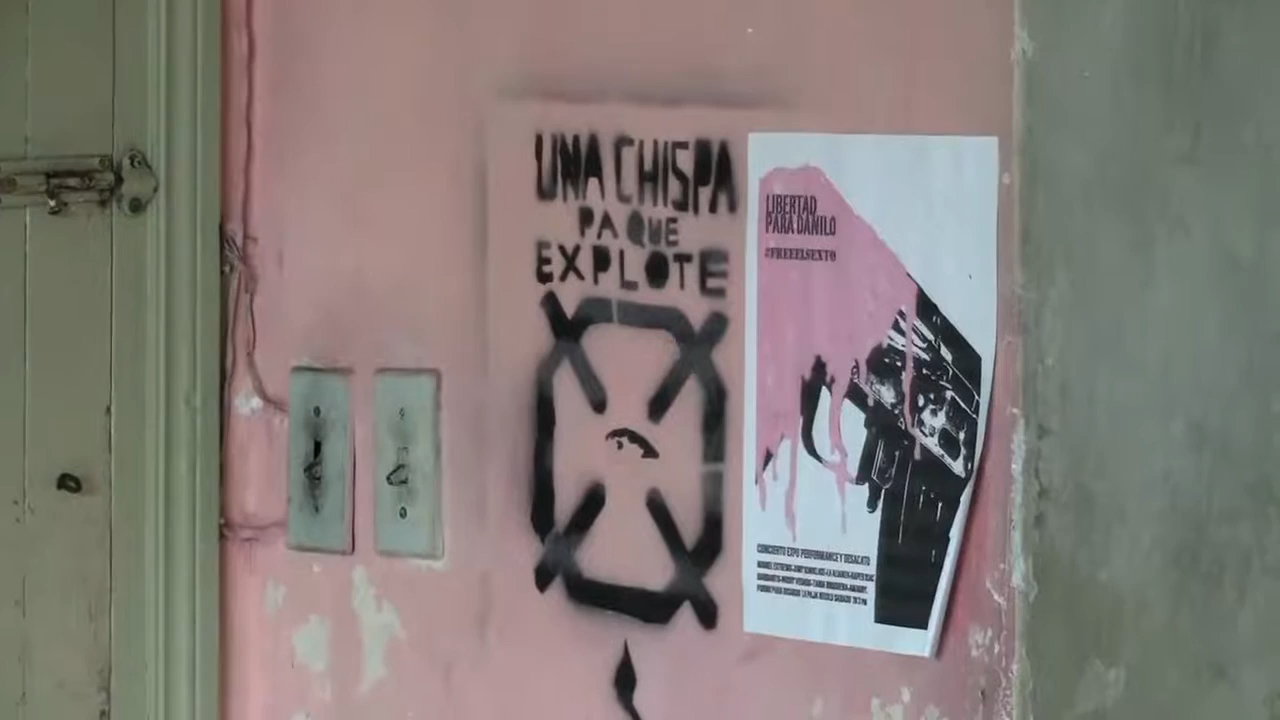 UNA CHISPA
PA QUE
EXPLOTE
LIBERTAD
PARA DANILO
#FREEELSEXTO
CONCIERTO EXPO PERFORMANCE Y DESACATO